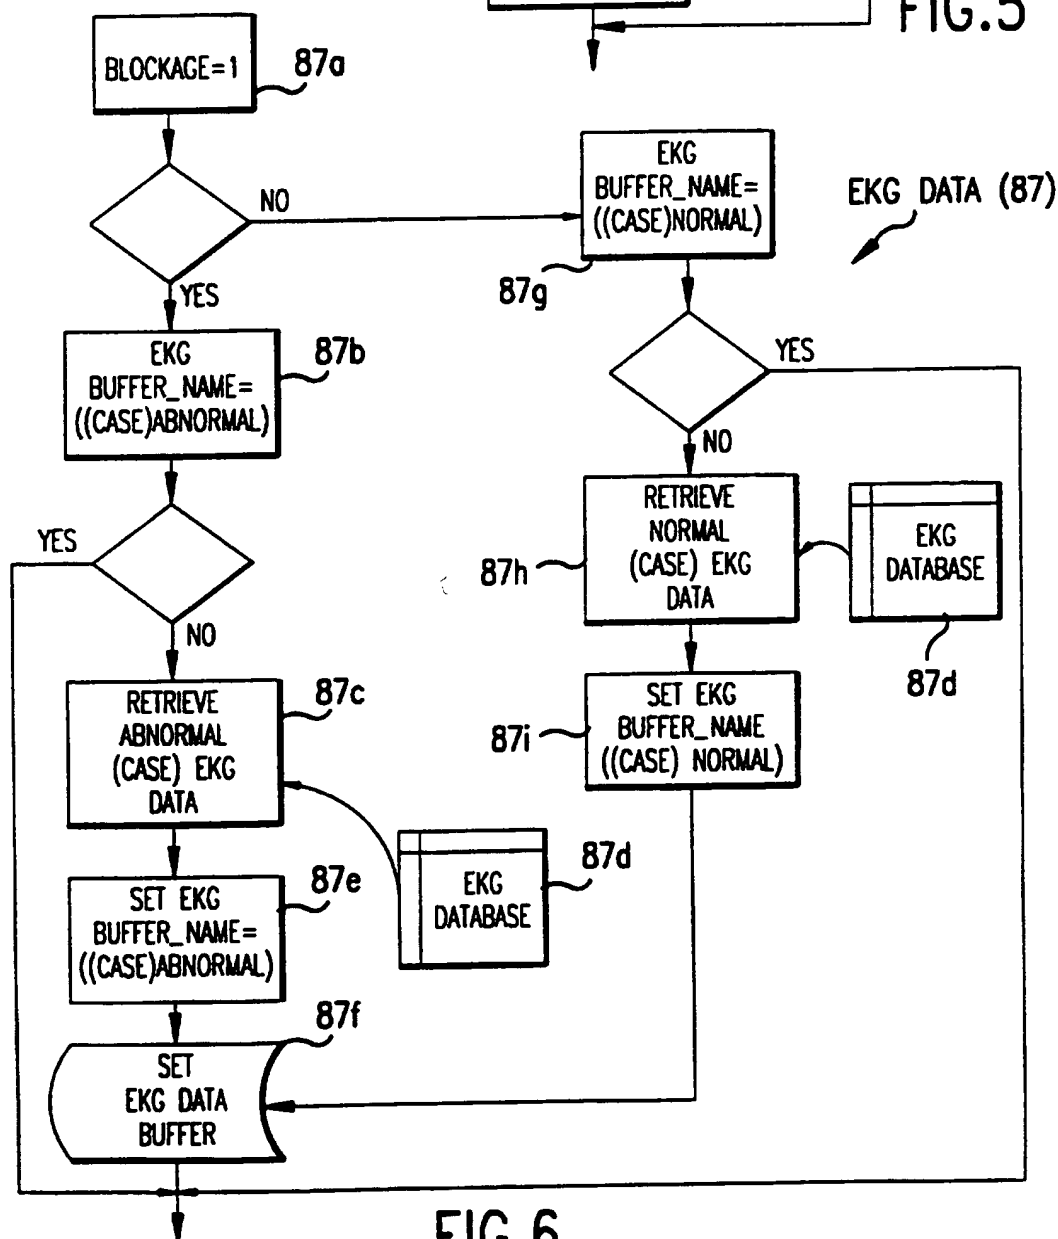 FIG.5
BLOCKAGE=1
87a
NO
YES
EKG
BUFFER_NAME=
((CASE)NORMAL)
87g
EKG DATA (87)
EKG
BUFFER_NAME=
((CASE)ABNORMAL)
87b
YES
NO
YES
NO
RETRIEVE
NORMAL
(CASE) EKG
DATA
87h
EKG
DATABASE
87d
RETRIEVE
ABNORMAL
(CASE) EKG
DATA
87c
SET EKG
BUFFER_NAME
((CASE) NORMAL)
87i
EKG
DATABASE
87d
SET EKG
BUFFER_NAME=
((CASE)ABNORMAL)
87e
SET
EKG DATA
BUFFER
87f
FIG.6